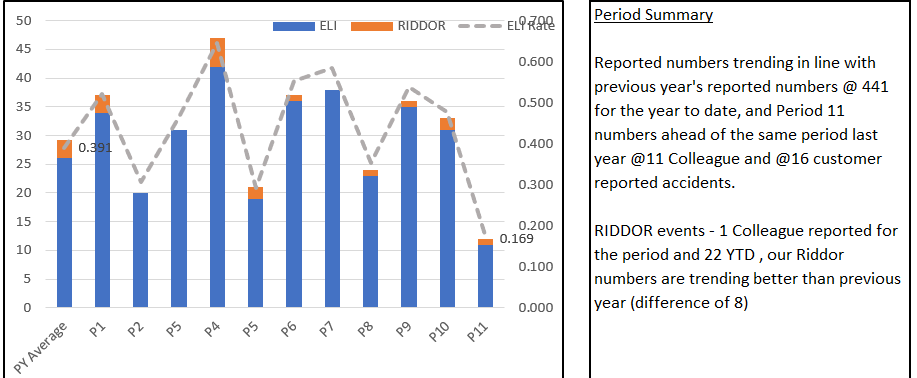 50
45
40
35
30
25
20
15
10
5
0
ELI RIDDOR ELI Rate
0.700
0.600
0.500
0.400
0.300
0.200
0.100
0.000
0.391
0.169
PY Average P1 P2 P5 P4 P5 P6 P7 P8 P9 P10 P11
Period Summary
Reported numbers trending in line with
previous year's reported numbers @ 441
for the year to date, and Period 11
numbers ahead of the same period last
year @11 Colleague and @16 customer
reported accidents.
RIDDOR events - 1 Colleague reported for
the period and 22 YTD , our Riddor
numbers are trending better than previous
year (difference of 8)